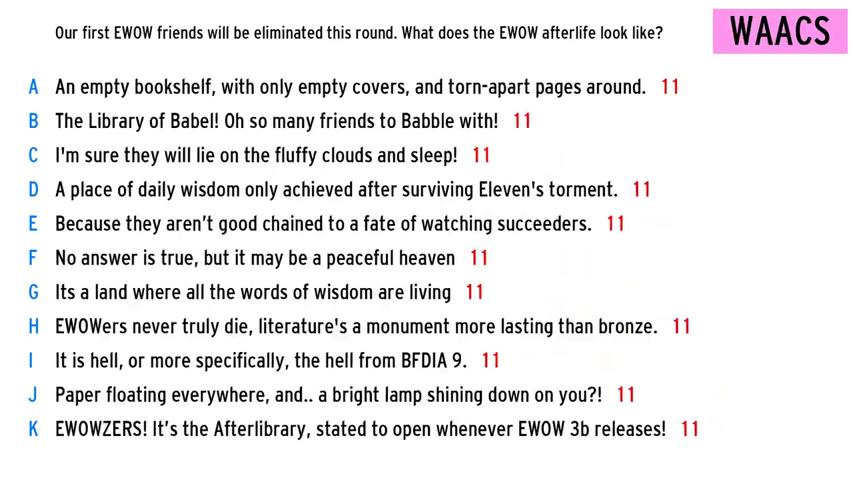 Our first EWOW friends will be eliminated this round. What does the EWOW afterlife look like?
WAACS
A An empty bookshelf, with only empty covers, and torn-apart pages around. 11
B The Library of Babel! Oh so many friends to Babble with! 11
C I'm sure they will lie on the fluffy clouds and sleep! 11
D A place of daily wisdom only achieved after surviving Eleven's torment. 11
E Because they aren’t good chained to a fate of watching succeeders. 11
F No answer is true, but it may be a peaceful heaven 11
G Its a land where all the words of wisdom are living 11
H EWOWers never truly die, literature's a monument more lasting than bronze. 11
I It is hell, or more specifically, the hell from BFDIA 9. 11
J Paper floating everywhere, and.. a bright lamp shining down on you?! 11
K EWOWZERS! It’s the Afterlibrary, stated to open whenever EWOW 3b releases! 11